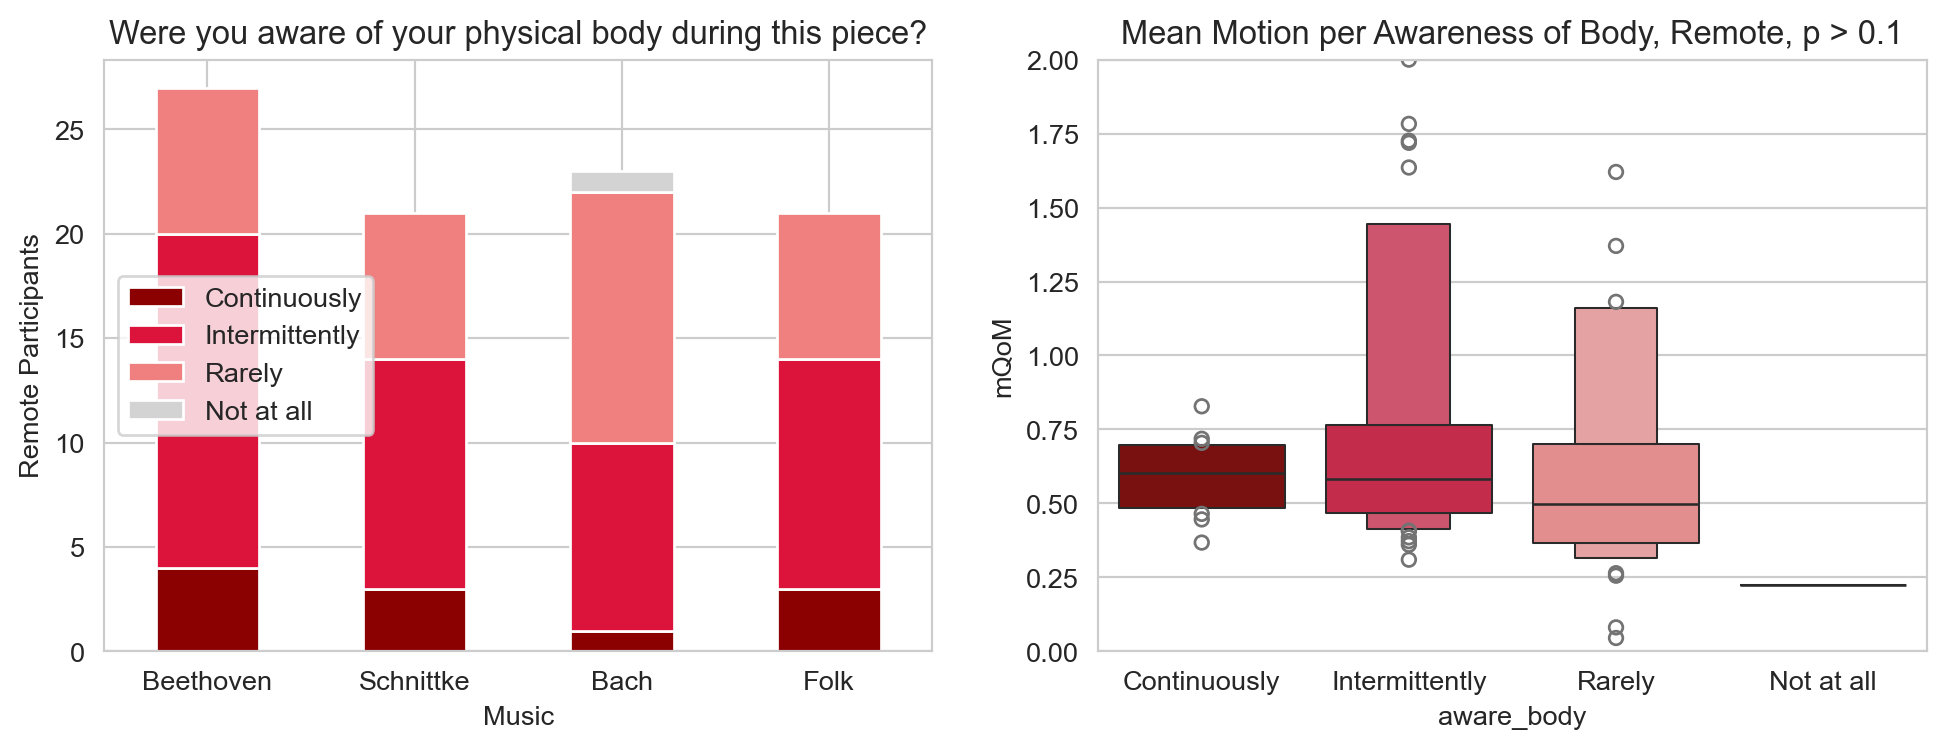 Were you aware of your physical body during this piece?
Remote Participants
25
20
15
10
5
0
Continuously
Intermittently
Rarely
Not at all
Beethoven Schnittke Bach Folk
Music
Mean Motion per Awareness of Body, Remote, p > 0.1
mQoM
2.00
1.75
1.50
1.25
1.00
0.75
0.50
0.25
0.00
Continuously Intermittently Rarely Not at all
aware_body